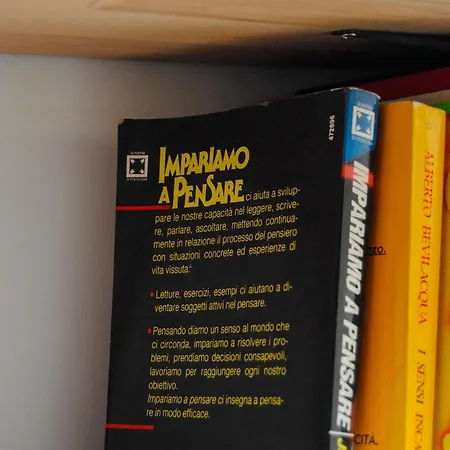 IMPARIAMO
A PENSARE ci aiuta a svilup-
pare le nostre capacità nel leggere, scrive-
re, parlare, ascoltare, mettendo continua-
mente in relazione il processo del pensiero
con situazioni concrete ed esperienze di
vita vissuta."
• Letture, esercizi, esempi ci aiutano a di-
ventare soggetti attivi nel pensare.
• Pensando diamo un senso al mondo che
ci circonda, impariamo a risolvere i pro-
blemi, prendiamo decisioni consapevoli,
lavoriamo per raggiungere ogni nostro
obiettivo.
Impariamo a pensare ci insegna a pensa-
re in modo efficace.
472696
IMPARIAMO A PENSARE
ALBERTO BEVILACQUA
I SENSI INCA
nzo.
CITÀ.